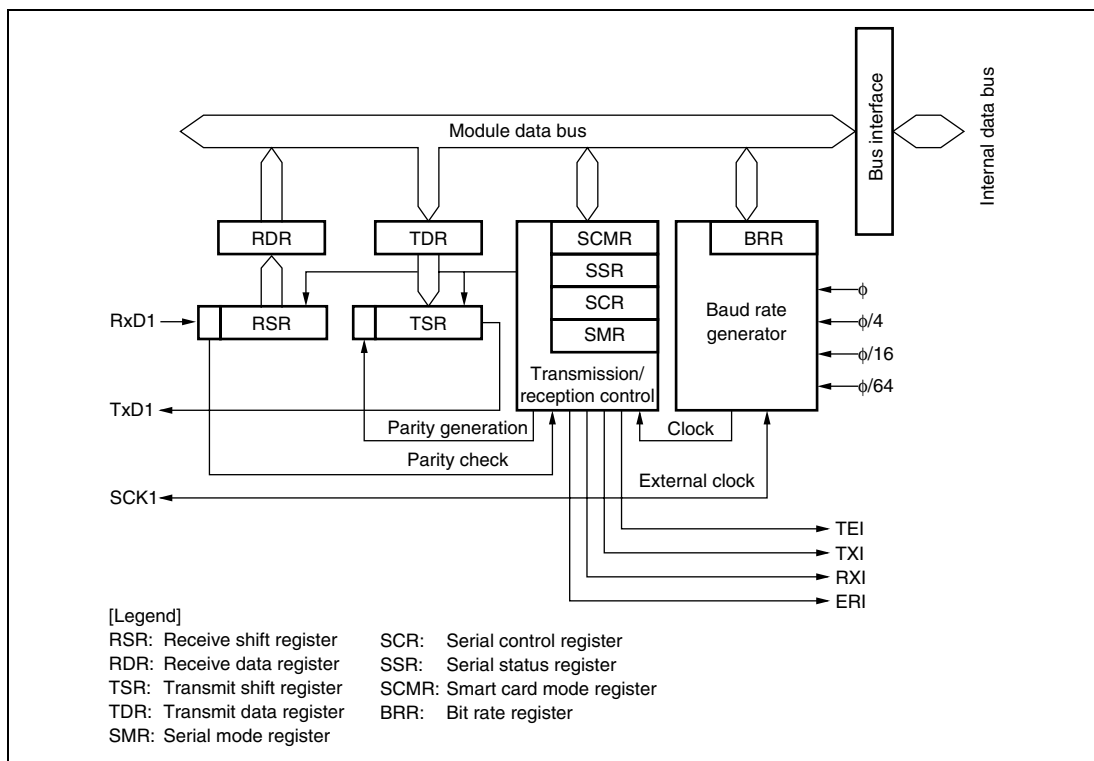 Module data bus
Bus interface
Internal data bus
RDR
TDR
SCMR
BRR
SSR
SCR
SMR
RxD1
RSR
TSR
Baud rate
generator
φ
φ/4
φ/16
φ/64
Transmission/
reception control
TxD1
Parity generation
Clock
Parity check
External clock
SCK1
TEI
TXI
RXI
ERI
[Legend]
RSR: Receive shift register
RDR: Receive data register
TSR: Transmit shift register
TDR: Transmit data register
SMR: Serial mode register
SCR: Serial control register
SSR: Serial status register
SCMR: Smart card mode register
BRR: Bit rate register